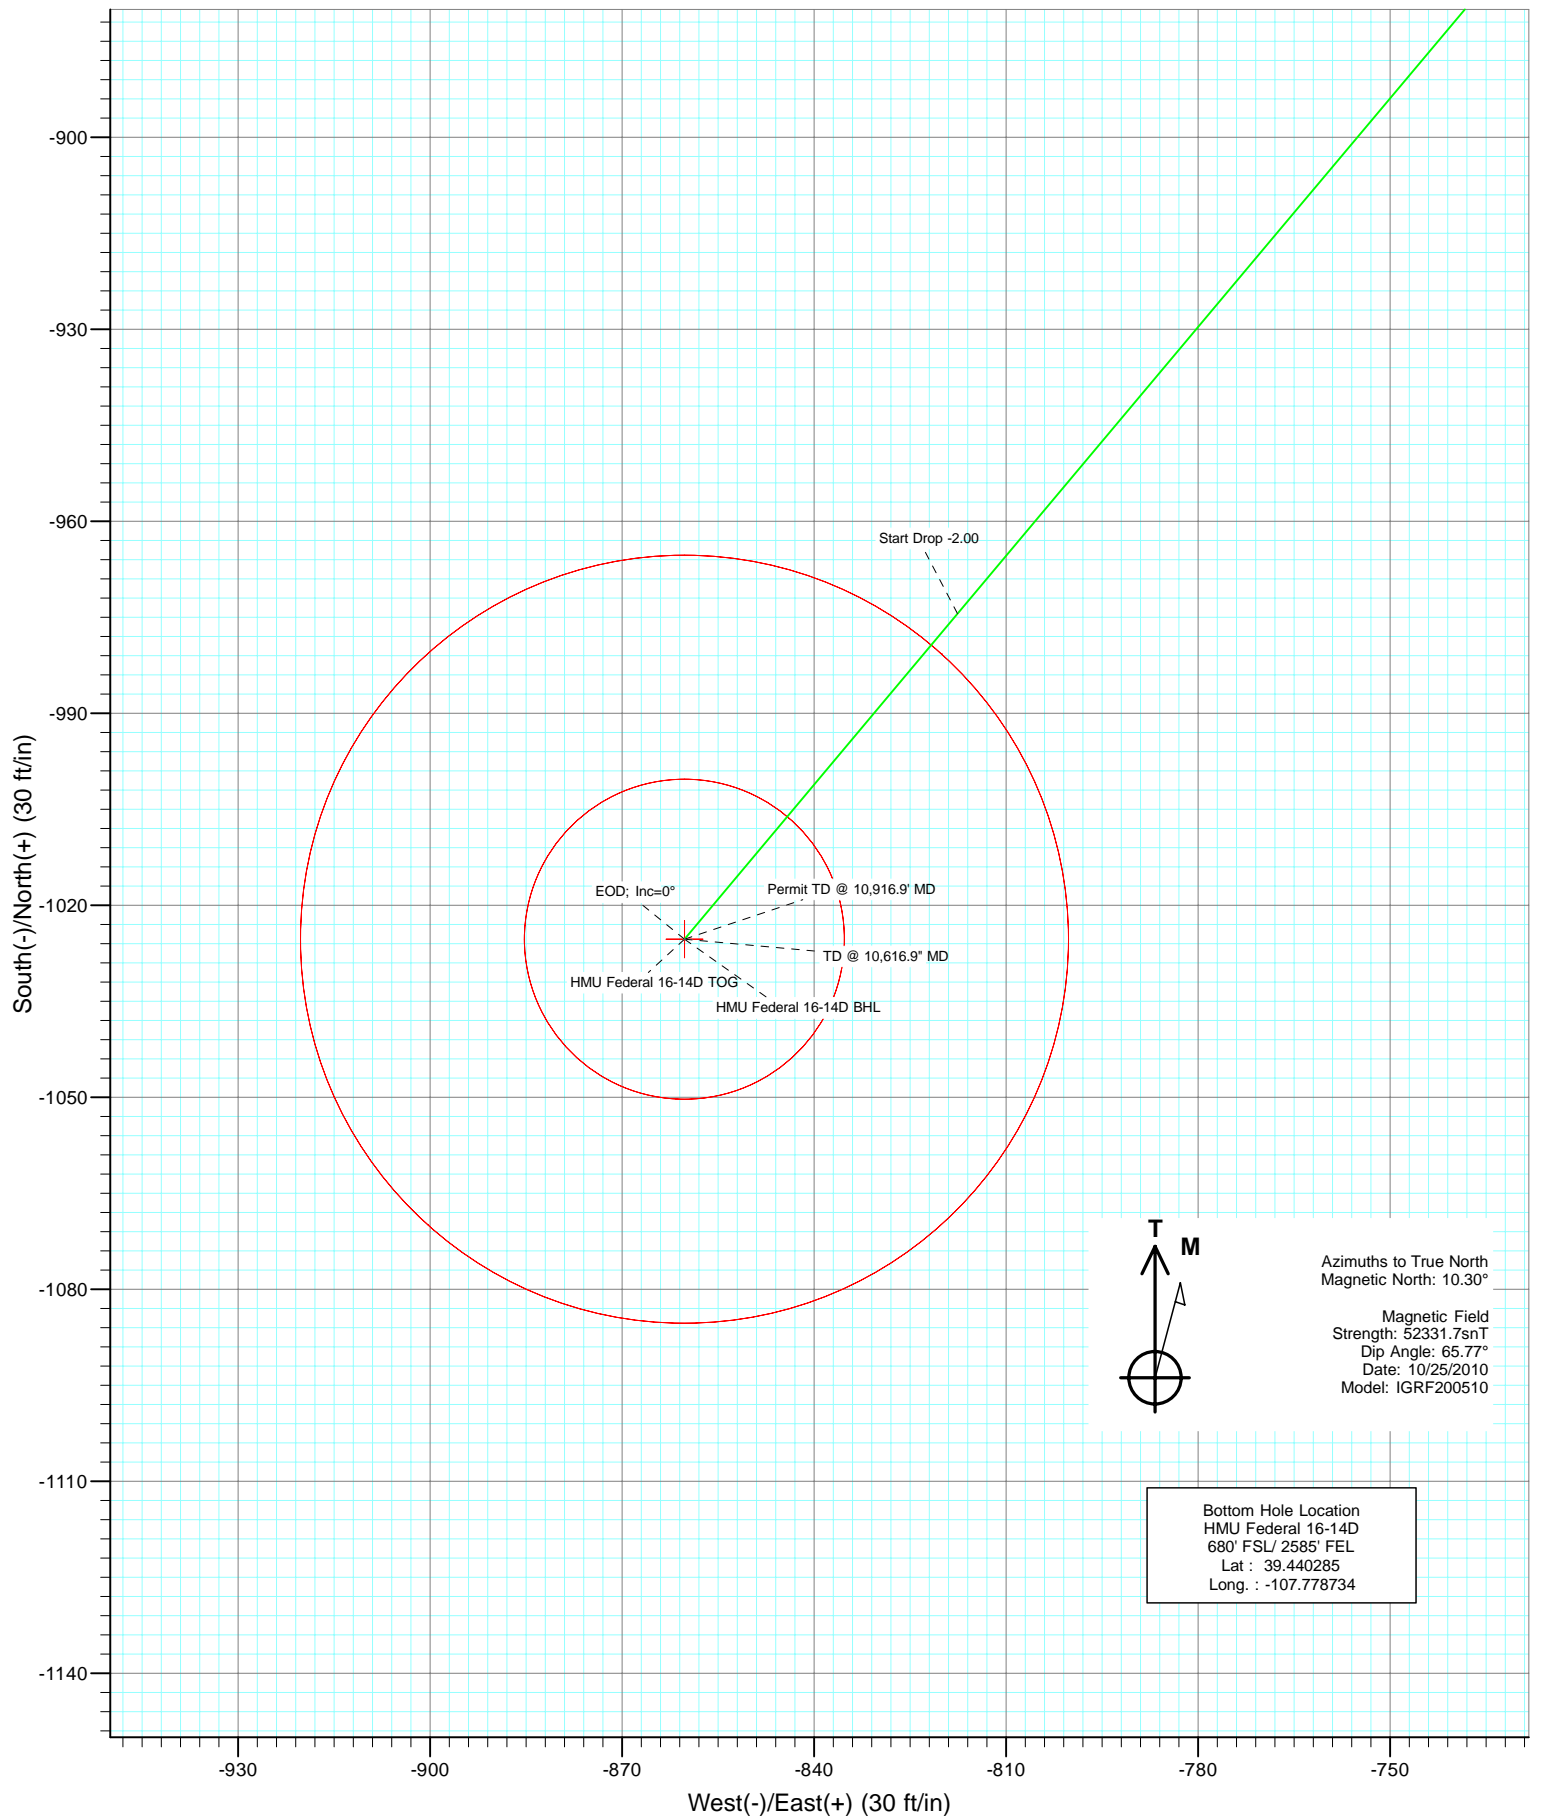 -900
-930
-960
-990
-1020
-1050
-1080
-1110
-1140
South(-)/North(+) (30 ft/in)
Start Drop -2.00
EOD; Inc=0°
Permit TD @ 10,916.9' MD
TD @ 10,616.9" MD
HMU Federal 16-14D TOG
HMU Federal 16-14D BHL
T
M
Azimuths to True North
Magnetic North: 10.30°
Magnetic Field
Strength: 52331.7snT
Dip Angle: 65.77°
Date: 10/25/2010
Model: IGRF200510
Bottom Hole Location
HMU Federal 16-14D
680' FSL/ 2585' FEL
Lat : 39.440285
Long. : -107.778734
-930
-900
-870
-840
-810
-780
-750
West(-)/East(+) (30 ft/in)